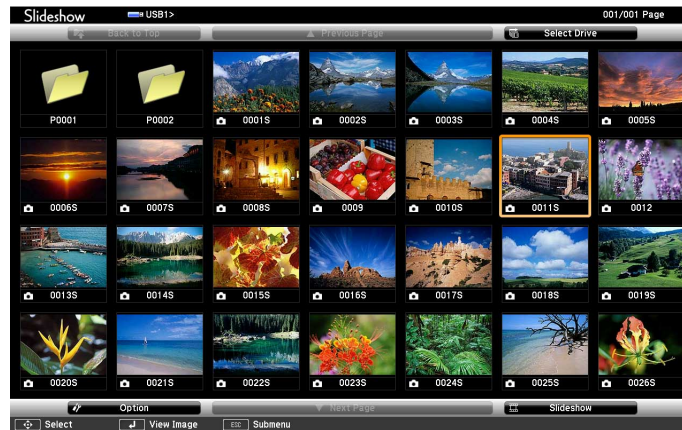 Slideshow USB1> 001/001 Page
Back to Top Previous Page Select Drive
P0001 P0002 0001S 0002S 0003S 0004S 0005S
0006S 0007S 0008S 0009 0010S 0011S 0012
0013S 0014S 0015S 0016S 0017S 0018S 0019S
0020S 0021S 0022S 0023S 0024S 0025S 0026S
Option Next Page Slideshow
Select View Image ESC Submenu